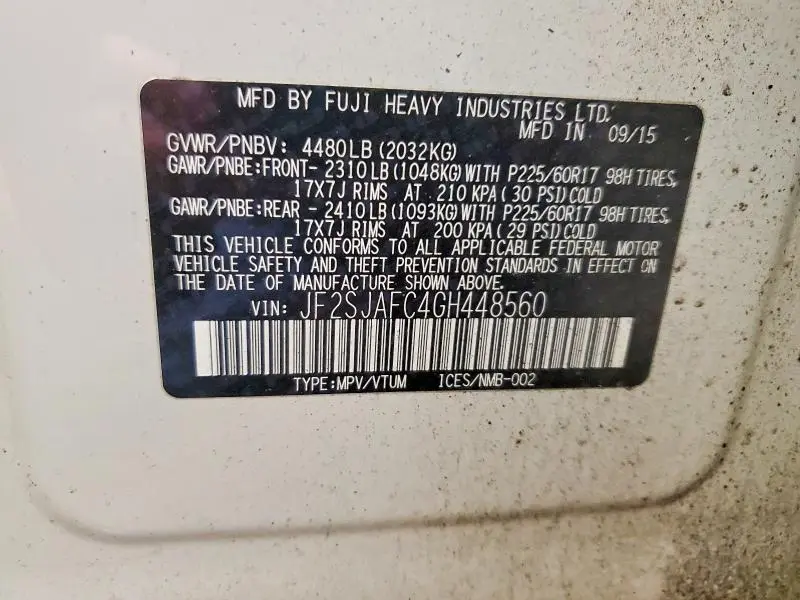 MFD BY FUJI HEAVY INDUSTRIES LTD.
MFD IN 09/15
GVWR/PNBV: 4480LB (2032KG)
GAWR/PNBE:FRONT- 2310LB (1048KG) WITH P225/60R17 98H TIRES,
17X7J RIMS AT 210 KPA (30 PSI) COLD
GAWR/PNBE:REAR - 2410LB (1093KG) WITH P225/60R17 98H TIRES,
17X7J RIMS AT 200 KPA (29 PSI) COLD
THIS VEHICLE CONFORMS TO ALL APPLICABLE FEDERAL MOTOR
VEHICLE SAFETY AND THEFT PREVENTION STANDARDS IN EFFECT ON
THE DATE OF MANUFACTURE SHOWN ABOVE.
VIN: JF2SJAFC4GH448560
TYPE:MPV/VTUM ICES/NMB-002